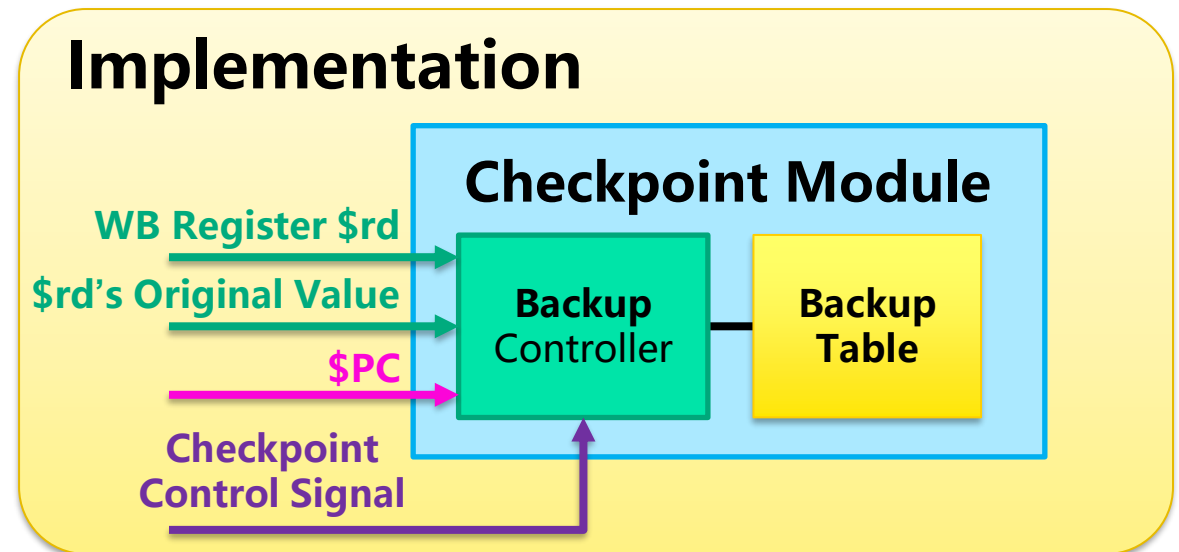 Implementation
Checkpoint Module
WB Register $rd
$rd’s Original Value
$PC
Checkpoint
Control Signal
Backup
Controller
Backup
Table